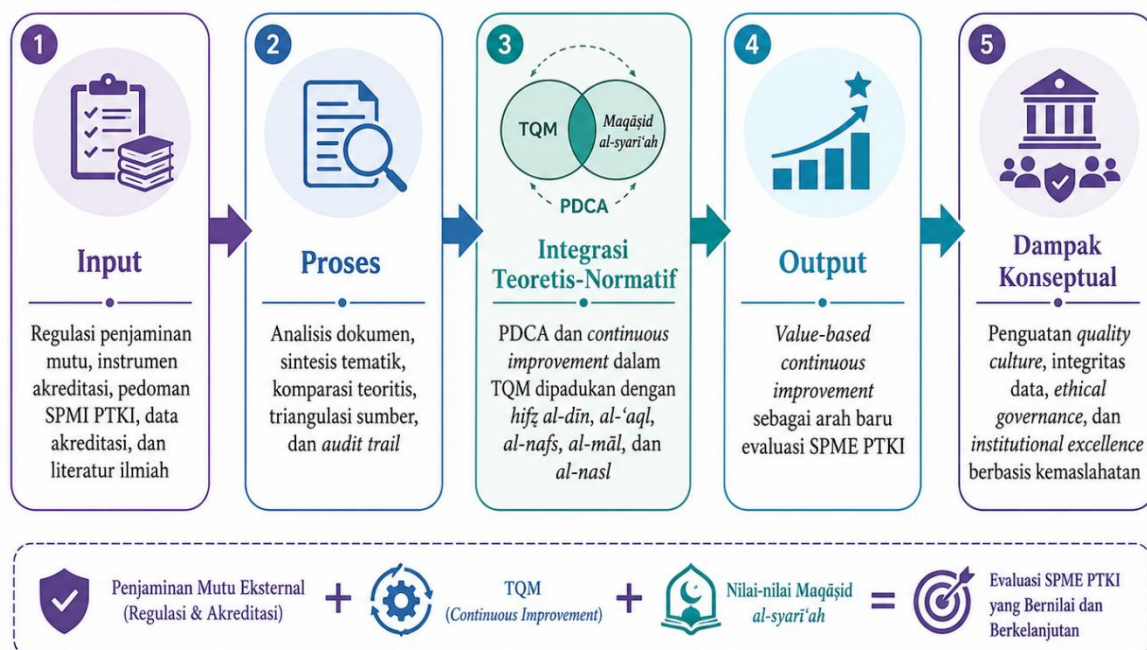 1
Input
Regulasi penjaminan
mutu, instrumen
akreditasi, pedoman
SPMI PTKI, data
akreditasi, dan
literatur ilmiah
2
Proses
Analisis dokumen,
sintesis tematik,
komparasi teoritis,
triangulasi sumber,
dan audit trail
3
TQM
Maqāṣid
al-syarī‘ah
PDCA
Integrasi
Teoretis-Normatif
PDCA dan continuous
improvement dalam
TQM dipadukan dengan
hifẓ al-dīn, al-‘aql,
al-nafs, al-māl, dan
al-nasl
4
Output
Value-based
continuous
improvement
sebagai arah baru
evaluasi SPME PTKI
5
Dampak
Konseptual
Penguatan quality
culture, integritas
data, ethical
governance, dan
institutional excellence
berbasis kemaslahatan
Penjaminan Mutu Eksternal
(Regulasi & Akreditasi)
+
TQM
(Continuous Improvement)
+
Nilai-nilai Maqāṣid
al-syarī‘ah
=
Evaluasi SPME PTKI
yang Bernilai dan
Berkelanjutan